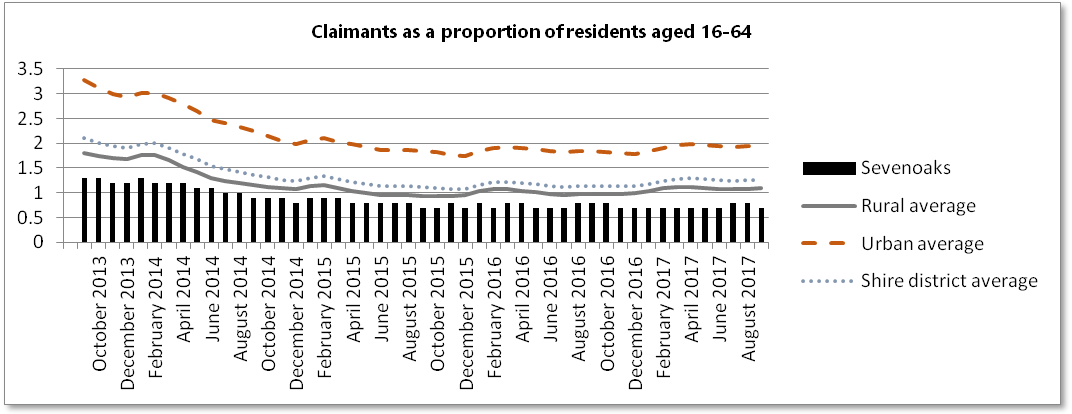 Claimants as a proportion of residents aged 16-64
3.5
3
2.5
2
1.5
1
0.5
0
October 2013
December 2013
February 2014
April 2014
June 2014
August 2014
October 2014
December 2014
February 2015
April 2015
June 2015
August 2015
October 2015
December 2015
February 2016
April 2016
June 2016
August 2016
October 2016
December 2016
February 2017
April 2017
June 2017
August 2017
Sevenoaks
Rural average
Urban average
Shire district average